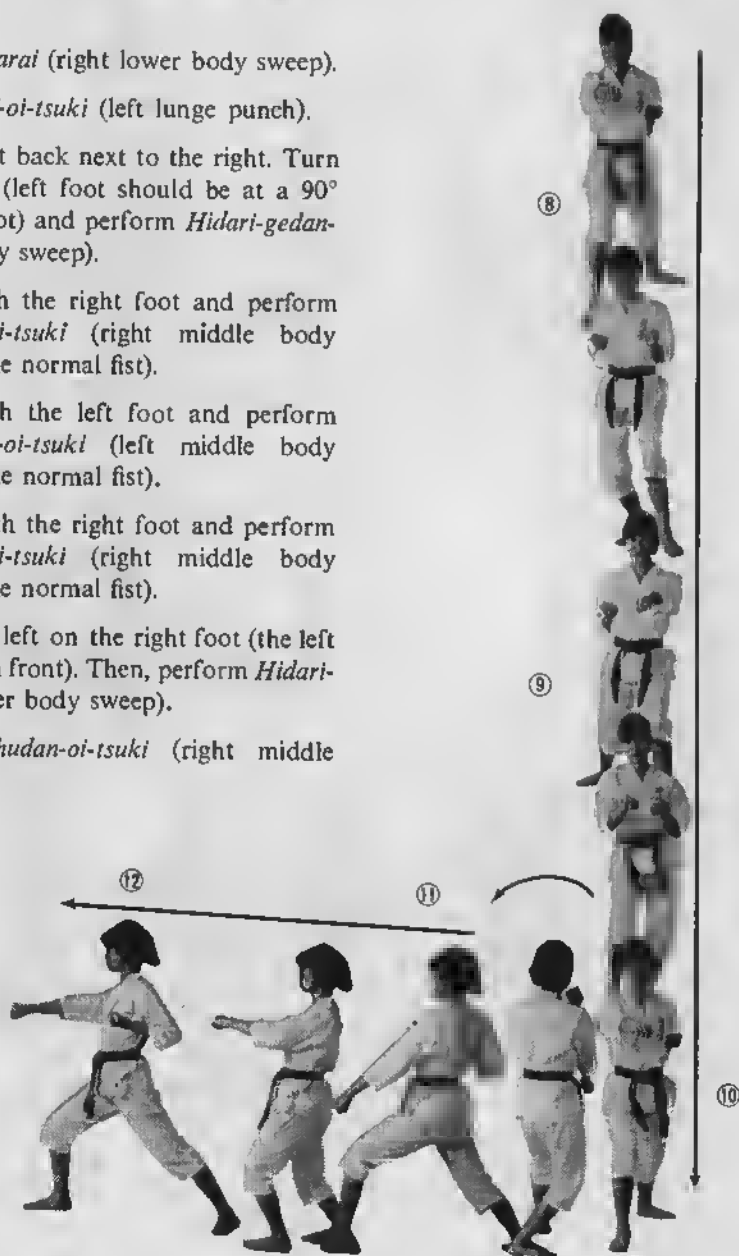 arai (right lower body sweep).
i-oi-tsuki (left lunge punch).
t back next to the right. Turn
(left foot should be at a 90°
ot) and perform Hidari-gedan-
y sweep).
h the right foot and perform
i-tsuki (right middle body
e normal fist).
h the left foot and perform
-oi-tsuki (left middle body
e normal fist).
h the right foot and perform
i-tsuki (right middle body
e normal fist).
left on the right foot (the left
front). Then, perform Hidari-
er body sweep).
hudan-oi-tsuki (right middle
⑧
⑨
⑫
⑪
⑩